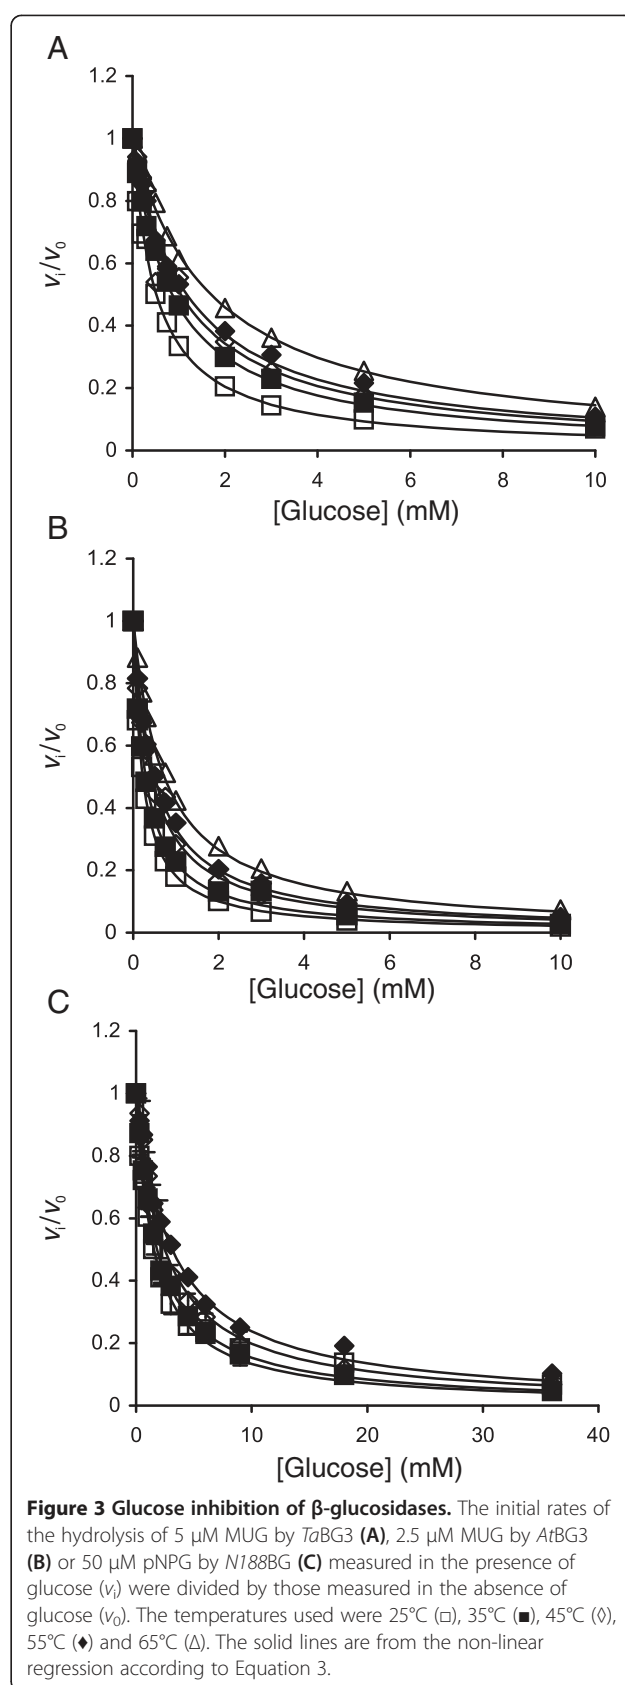 A
1.2
1
0.8
0.6
0.4
0.2
0
vi/v0
0 2 4 6 8 10
[Glucose] (mM)
B
1.2
1
0.8
0.6
0.4
0.2
0
vi/v0
0 2 4 6 8 10
[Glucose] (mM)
C
1.2
1
0.8
0.6
0.4
0.2
0
vi/v0
0 10 20 30 40
[Glucose] (mM)
Figure 3 Glucose inhibition of β-glucosidases. The initial rates of
the hydrolysis of 5 μM MUG by TaBG3 (A), 2.5 μM MUG by AtBG3
(B) or 50 μM pNPG by N188BG (C) measured in the presence of
glucose (vi) were divided by those measured in the absence of
glucose (v0). The temperatures used were 25°C (□), 35°C (■), 45°C (◊),
55°C (♦) and 65°C (Δ). The solid lines are from the non-linear
regression according to Equation 3.